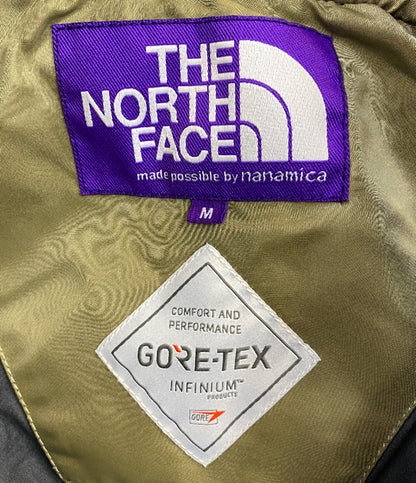 THE
NORTH
FACE
made possible by nanamica
M
COMFORT AND
PERFORMANCE
GORE-TEX
INFINIUM™
PRODUCTS
GORE